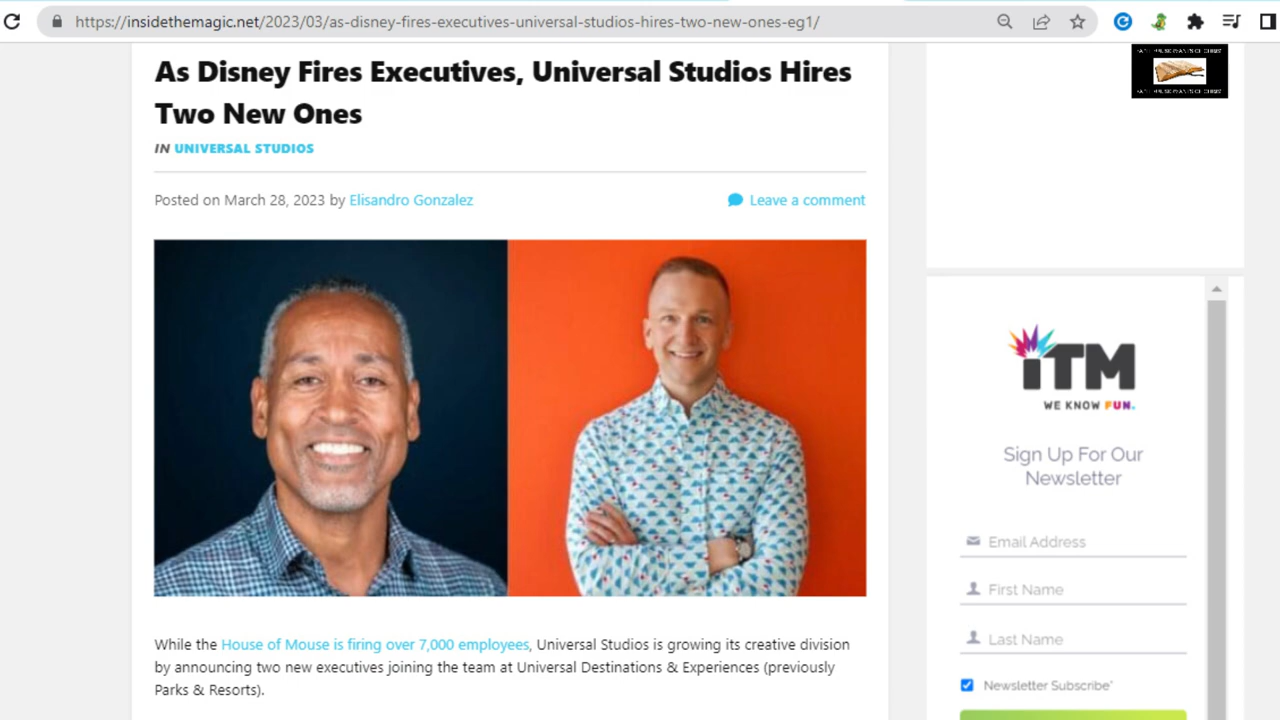 https://insidethemagic.net/2023/03/as-disney-fires-executives-universal-studios-hires-two-new-ones-eg1/
As Disney Fires Executives, Universal Studios Hires
Two New Ones
IN UNIVERSAL STUDIOS
Posted on March 28, 2023 by Elisandro Gonzalez
Leave a comment
While the House of Mouse is firing over 7,000 employees, Universal Studios is growing its creative division
by announcing two new executives joining the team at Universal Destinations & Experiences (previously
Parks & Resorts).
iTM
WE KNOW FUN.
Sign Up For Our
Newsletter
Email Address
First Name
Last Name
Newsletter Subscribe*